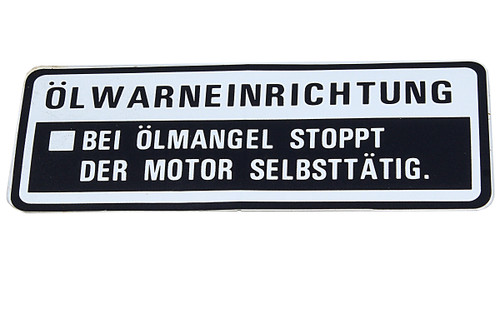 ÖLWARNEINRICHTUNG
BEI ÖLMANGEL STOPPT
DER MOTOR SELBSTTÄTIG.